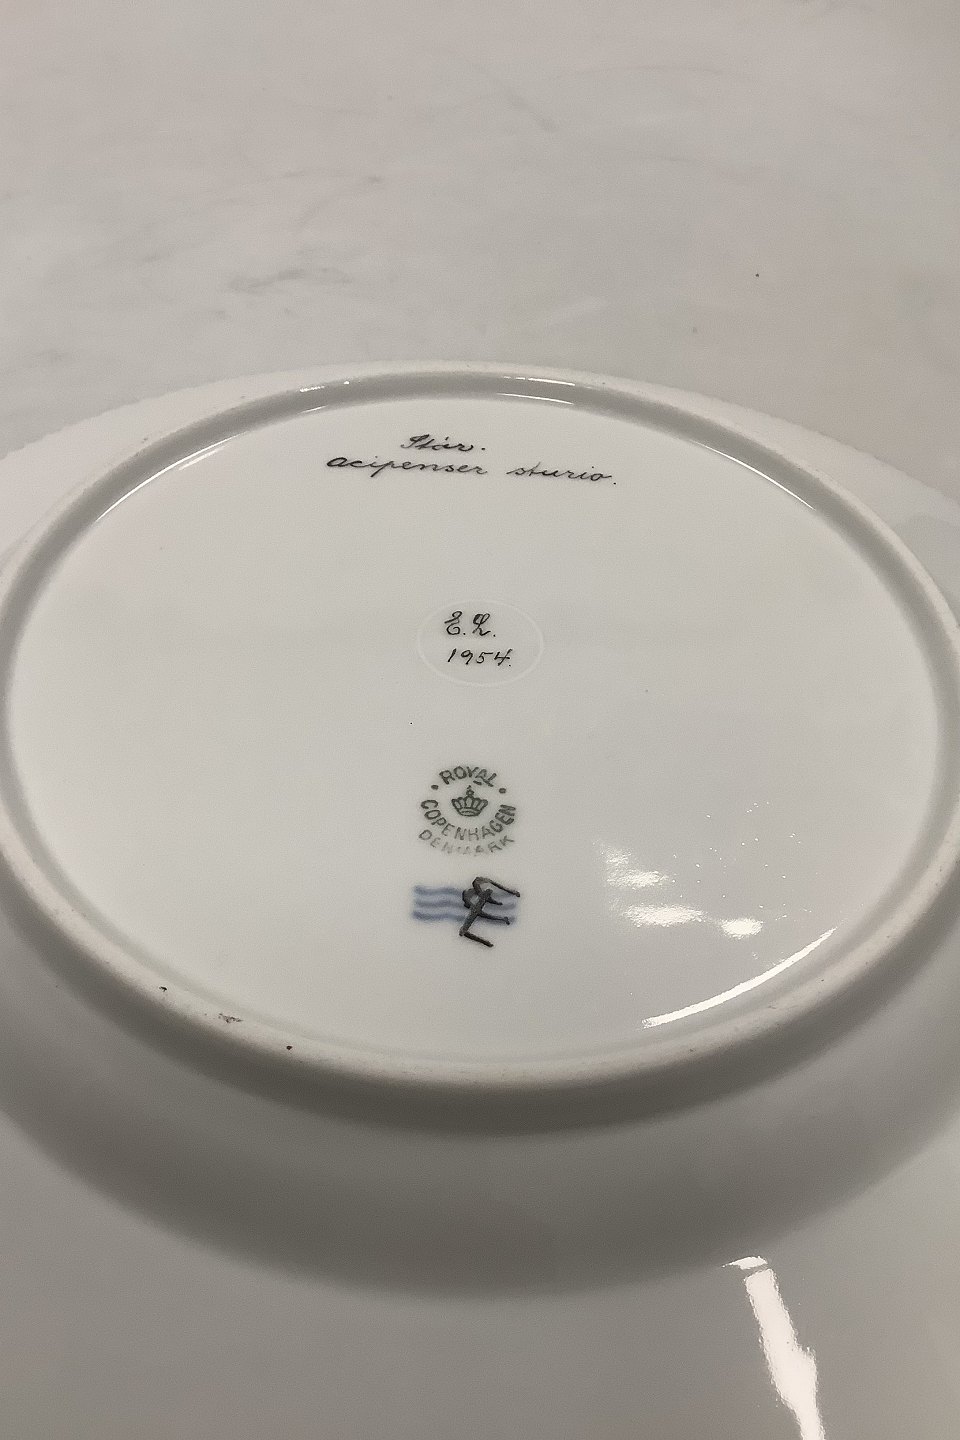 Stör.
acipenser sturio.
E.L.
1954.
ROYAL
COPENHAGEN
DENMARK